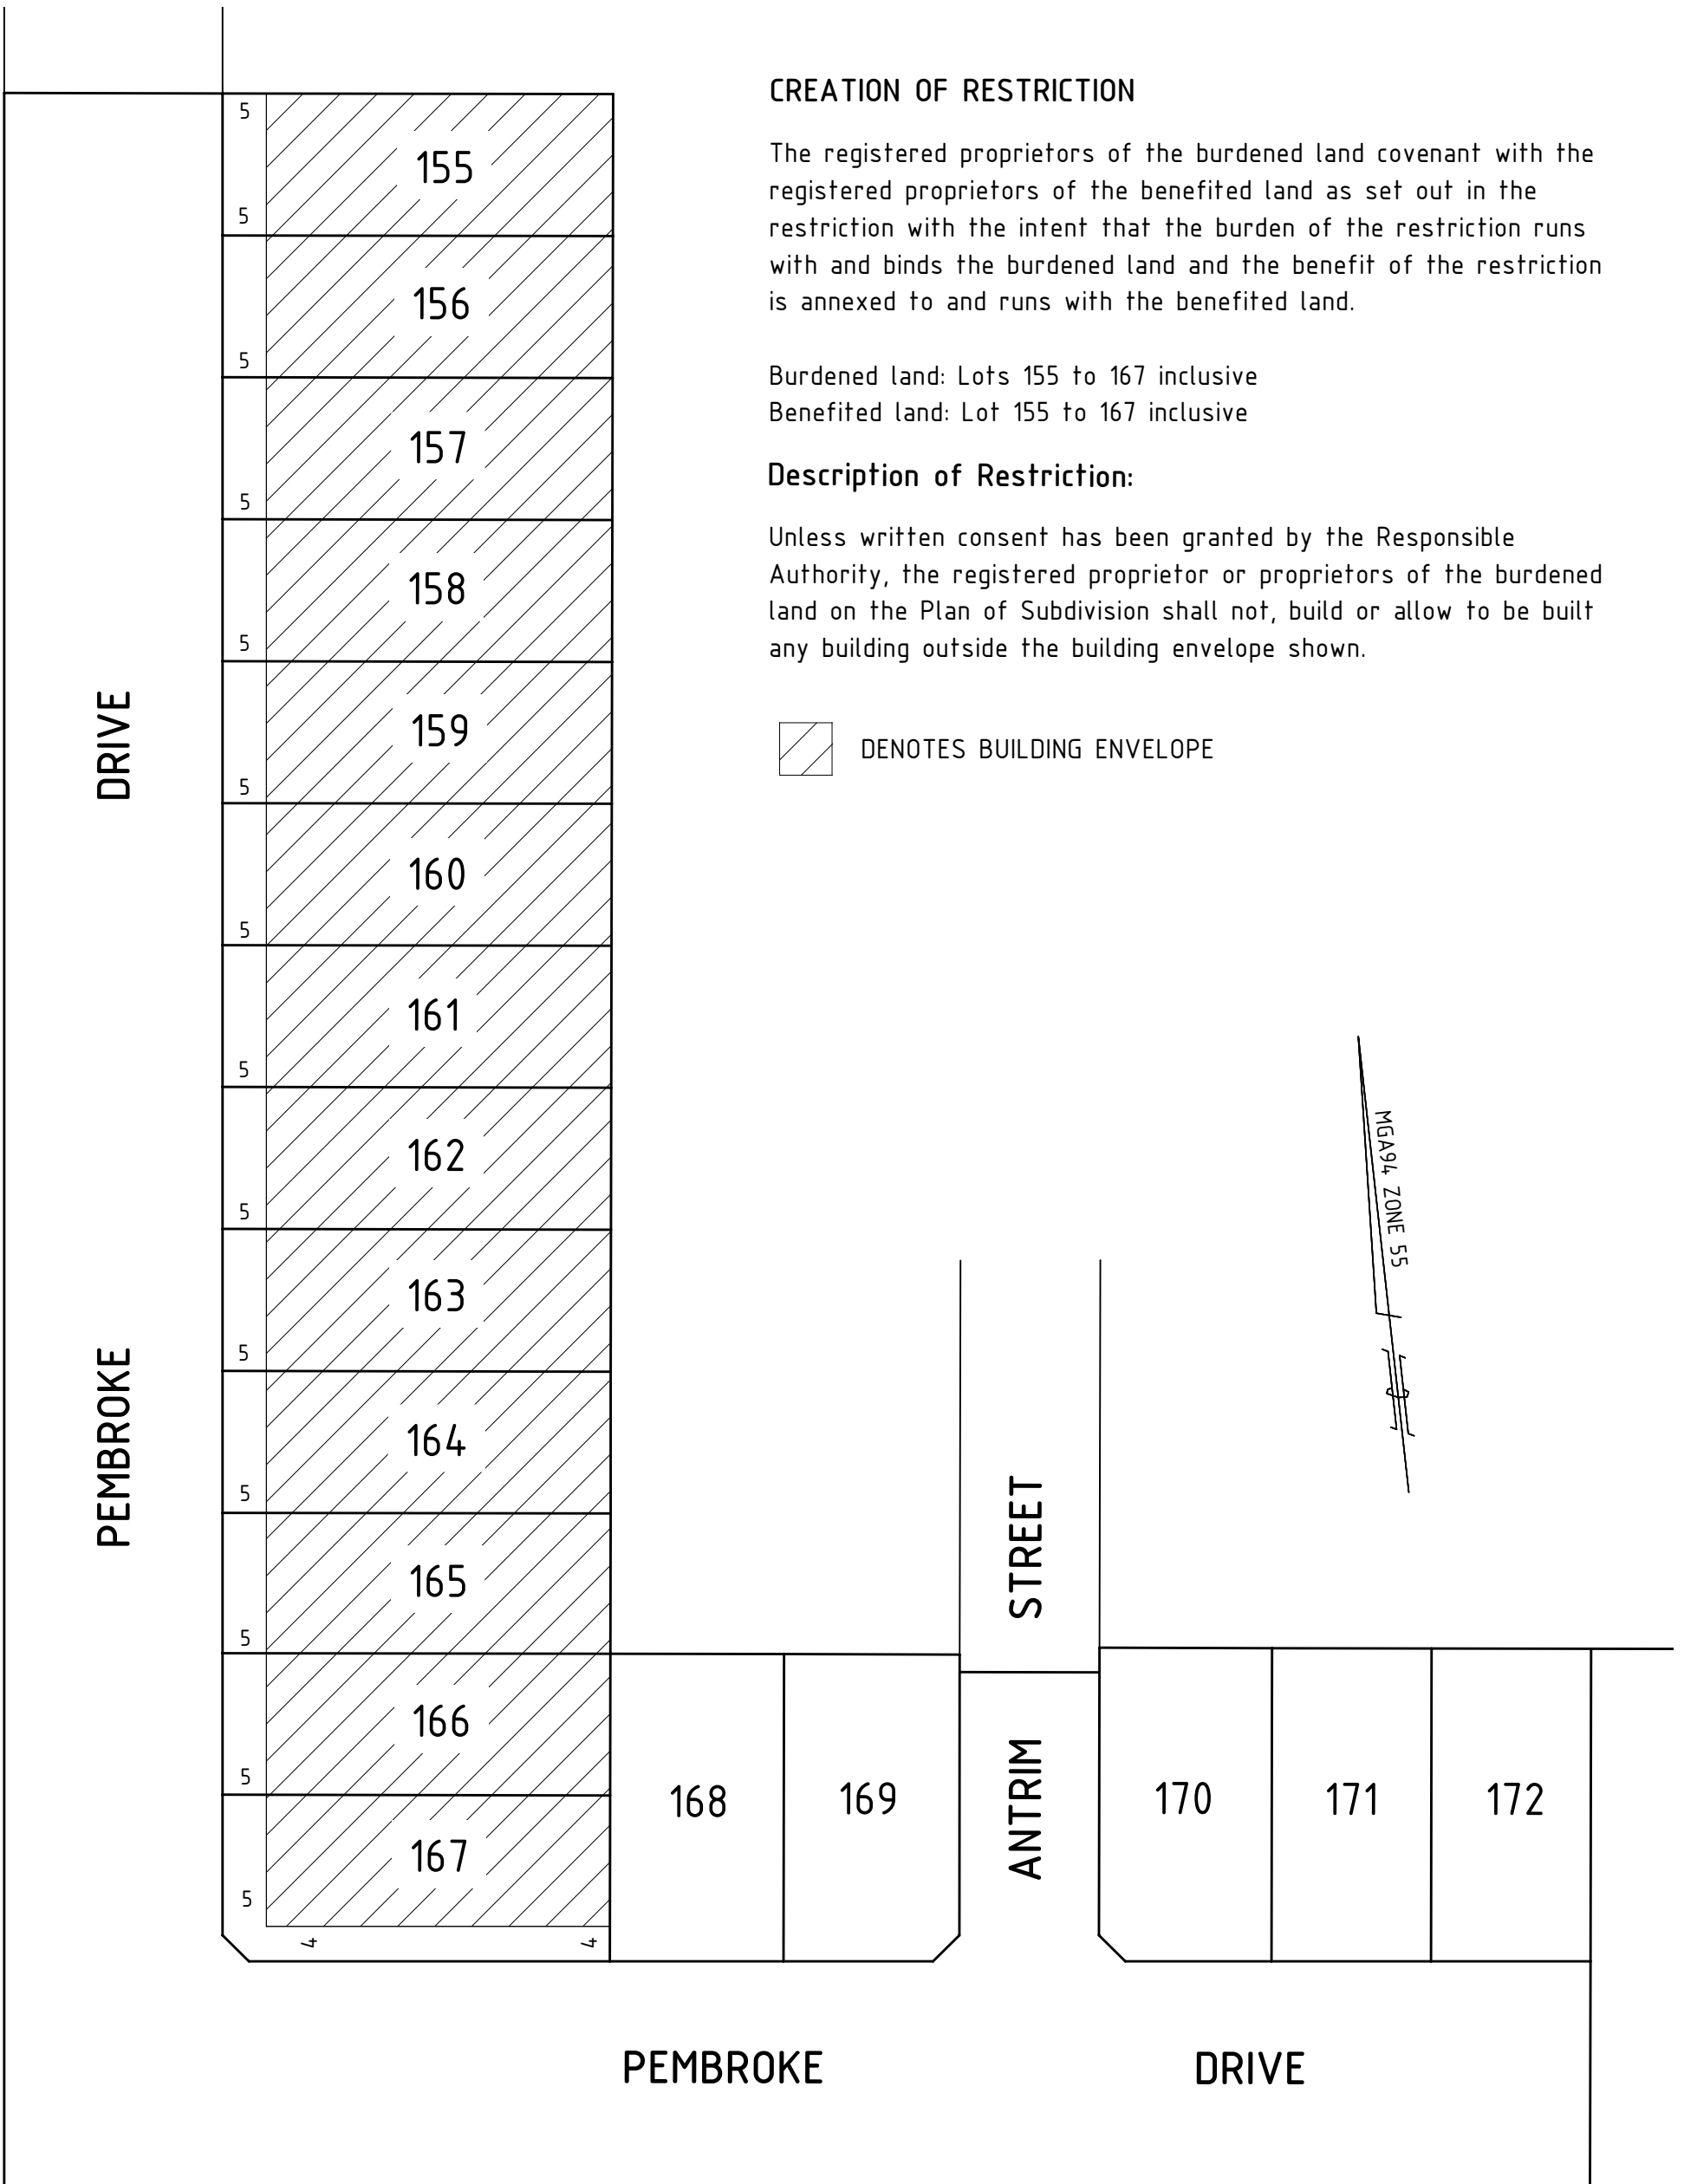 CREATION OF RESTRICTION
The registered proprietors of the burdened land covenant with the
registered proprietors of the benefited land as set out in the
restriction with the intent that the burden of the restriction runs
with and binds the burdened land and the benefit of the restriction
is annexed to and runs with the benefited land.
Burdened land: Lots 155 to 167 inclusive
Benefited land: Lot 155 to 167 inclusive
Description of Restriction:
Unless written consent has been granted by the Responsible
Authority, the registered proprietor or proprietors of the burdened
land on the Plan of Subdivision shall not, build or allow to be built
any building outside the building envelope shown.
DENOTES BUILDING ENVELOPE
5
155
5
156
5
157
5
158
5
159
5
160
5
161
5
162
5
163
5
164
5
165
5
166
5
167
5
4
4
168
169
170
171
172
PEMBROKE DRIVE
ANTRIM STREET
MGA94 ZONE 55
PEMBROKE DRIVE